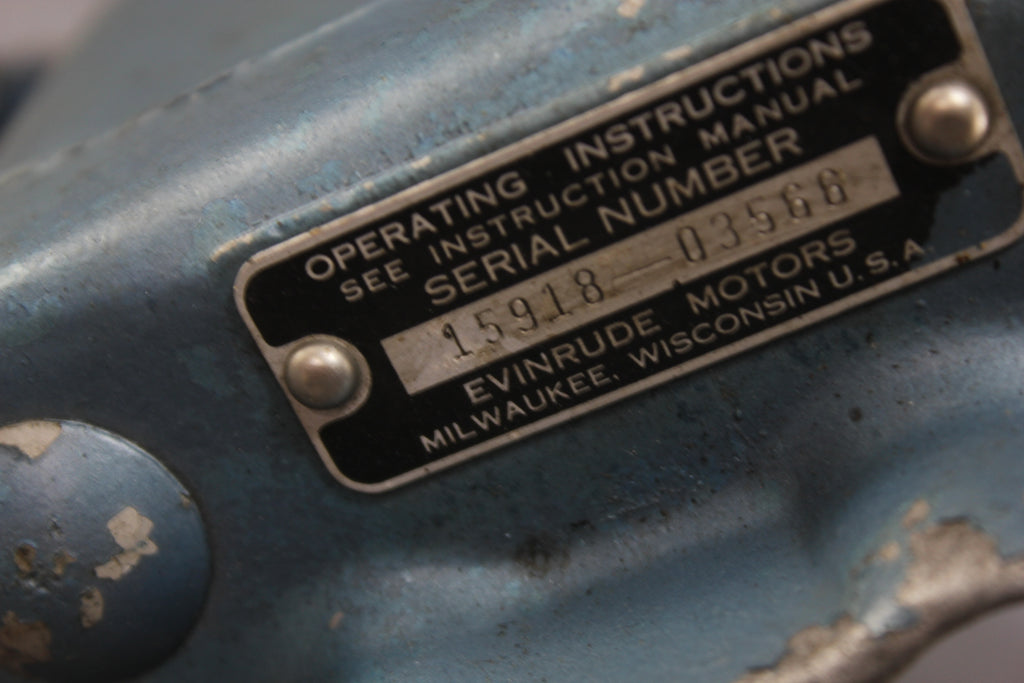 OPERATING INSTRUCTIONS
SEE INSTRUCTION MANUAL
SERIAL NUMBER
15918—03566
EVINRUDE MOTORS
MILWAUKEE, WISCONSIN U.S.A